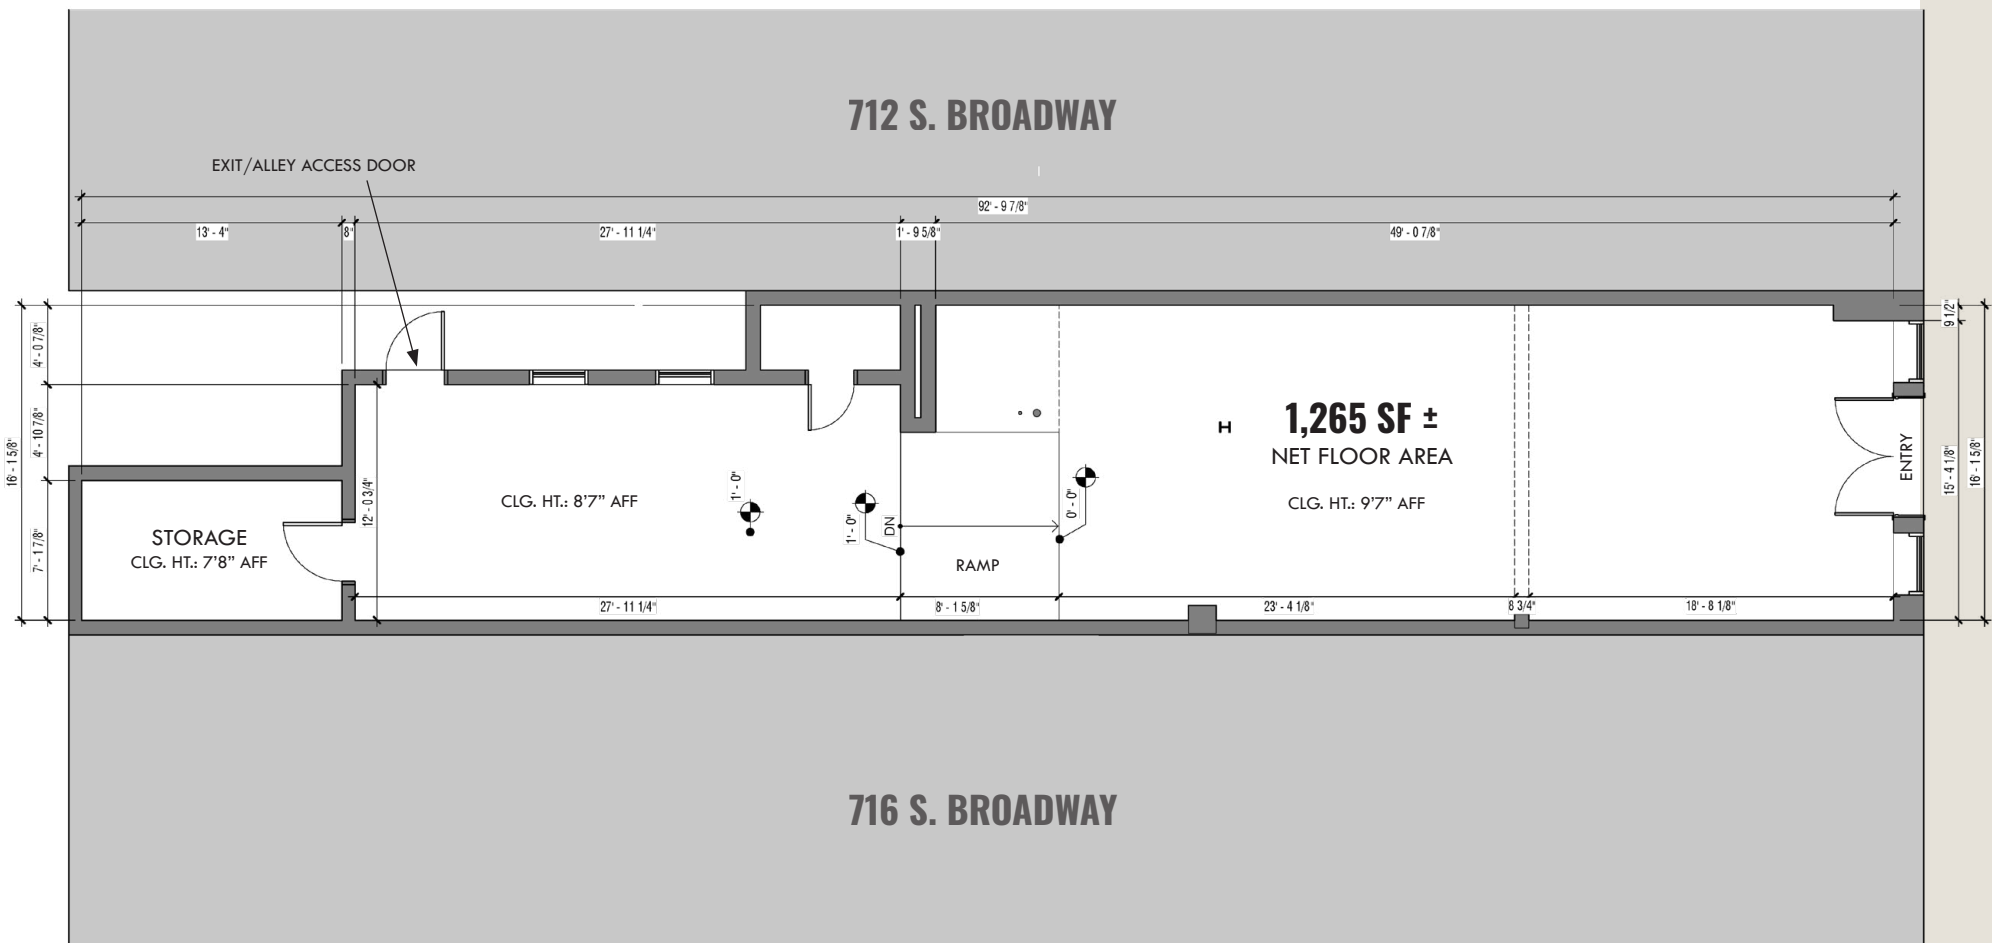 712 S. BROADWAY
EXIT/ALLEY ACCESS DOOR
92' - 9 7/8"
13' - 4"
8"
27' - 11 1/4"
1' - 9 5/8"
49' - 0 7/8"
16' - 1 5/8"
4' - 0 7/8"
4' - 10 7/8"
7' - 1 7/8"
12' - 0 3/4"
STORAGE
CLG. HT.: 7'8" AFF
CLG. HT.: 8'7" AFF
1' - 0"
1' - 0"
DN
RAMP
0' - 0"
H
1,265 SF ±
NET FLOOR AREA
CLG. HT.: 9'7" AFF
ENTRY
9 1/2"
15' - 4 1/8"
16' - 1 5/8"
27' - 11 1/4"
8' - 1 5/8"
23' - 4 1/8"
8 3/4"
18' - 8 1/8"
716 S. BROADWAY